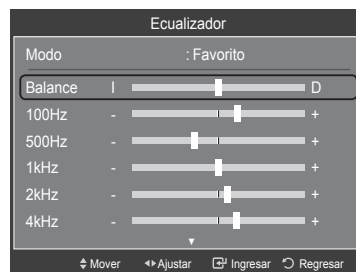 Ecualizador
Modo : Favorito
Balance I D
100Hz - +
500Hz - +
1kHz - +
2kHz - +
4kHz - +
Mover Ajustar Ingresar Regresar